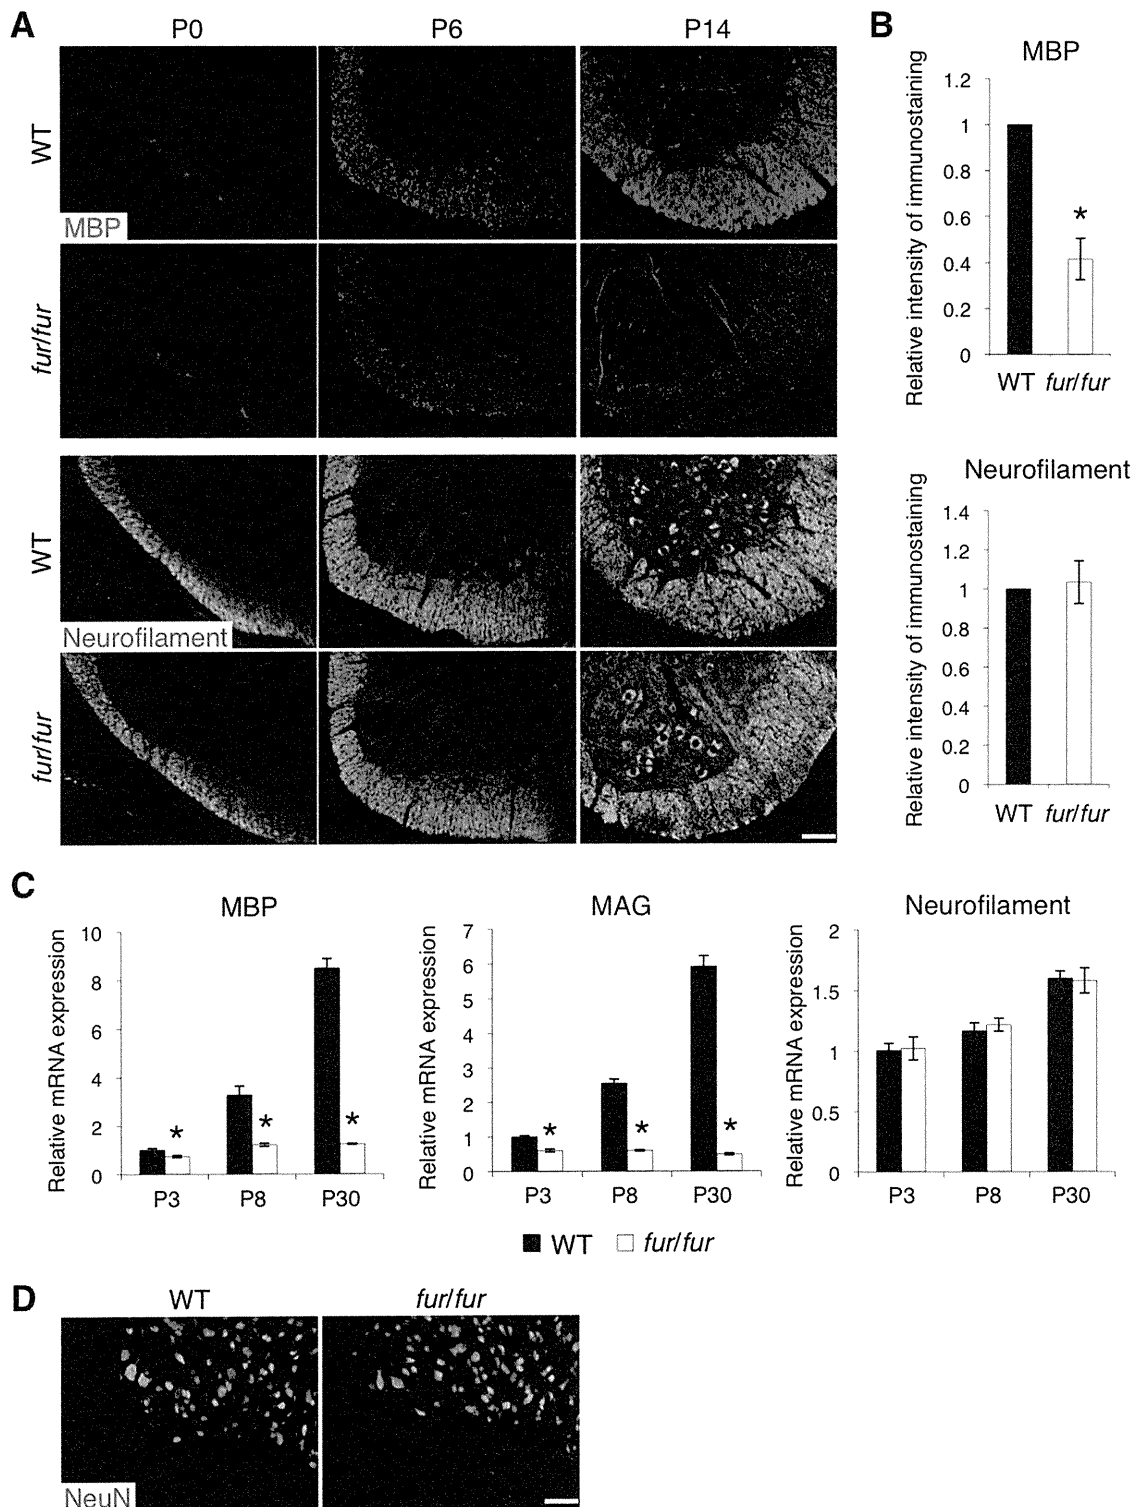 A
P0 P6 P14
WT
MBP
fur/fur
WT
Neurofilament
fur/fur
B
MBP
Relative intensity of immunostaining
1.2
1
0.8
0.6
0.4
0.2
0
*
WT fur/fur
Neurofilament
Relative intensity of immunostaining
1.4
1.2
1
0.8
0.6
0.4
0.2
0
WT fur/fur
C
MBP
Relative mRNA expression
10
8
6
4
2
0
* * *
P3 P8 P30
MAG
Relative mRNA expression
7
6
5
4
3
2
1
0
* * *
P3 P8 P30
Neurofilament
Relative mRNA expression
2
1.5
1
0.5
0
P3 P8 P30
WT fur/fur
D
WT fur/fur
NeuN